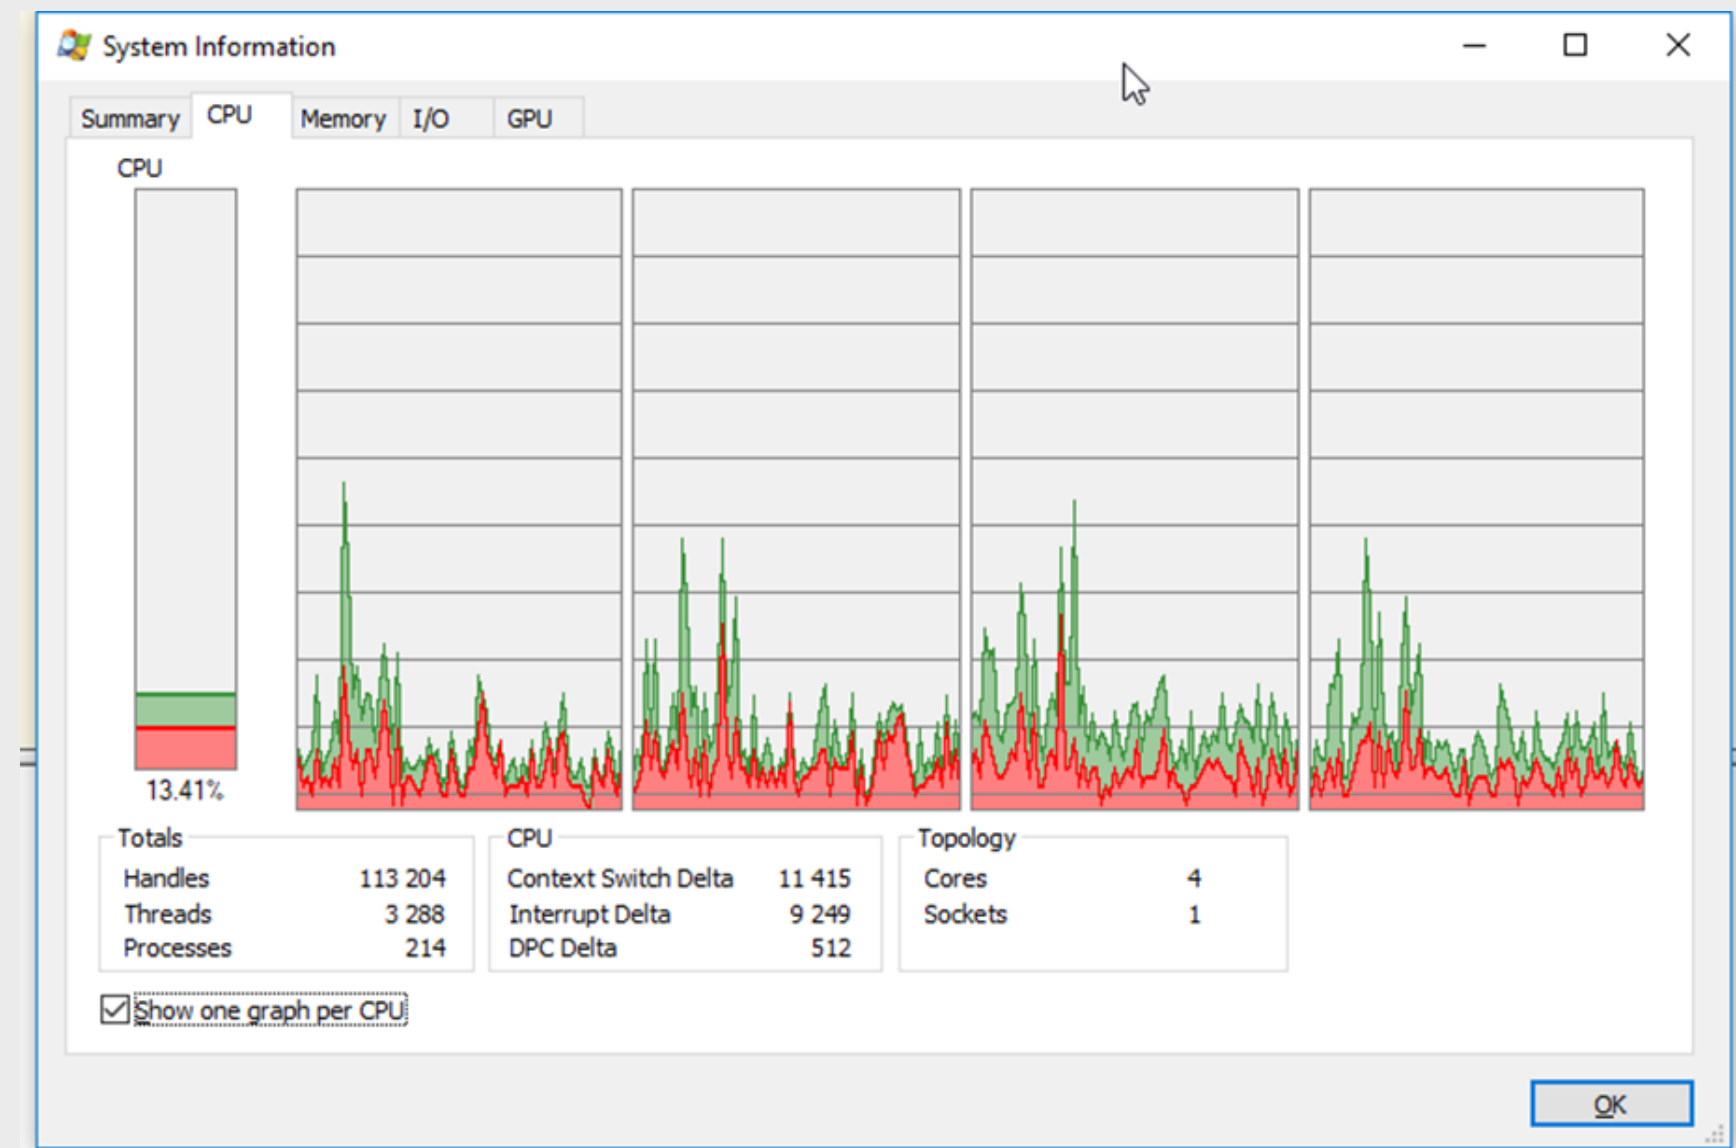 System Information
Summary CPU Memory I/O GPU
CPU
13.41%
Totals
Handles 113 204
Threads 3 288
Processes 214
CPU
Context Switch Delta 11 415
Interrupt Delta 9 249
DPC Delta 512
Topology
Cores 4
Sockets 1
Show one graph per CPU
OK